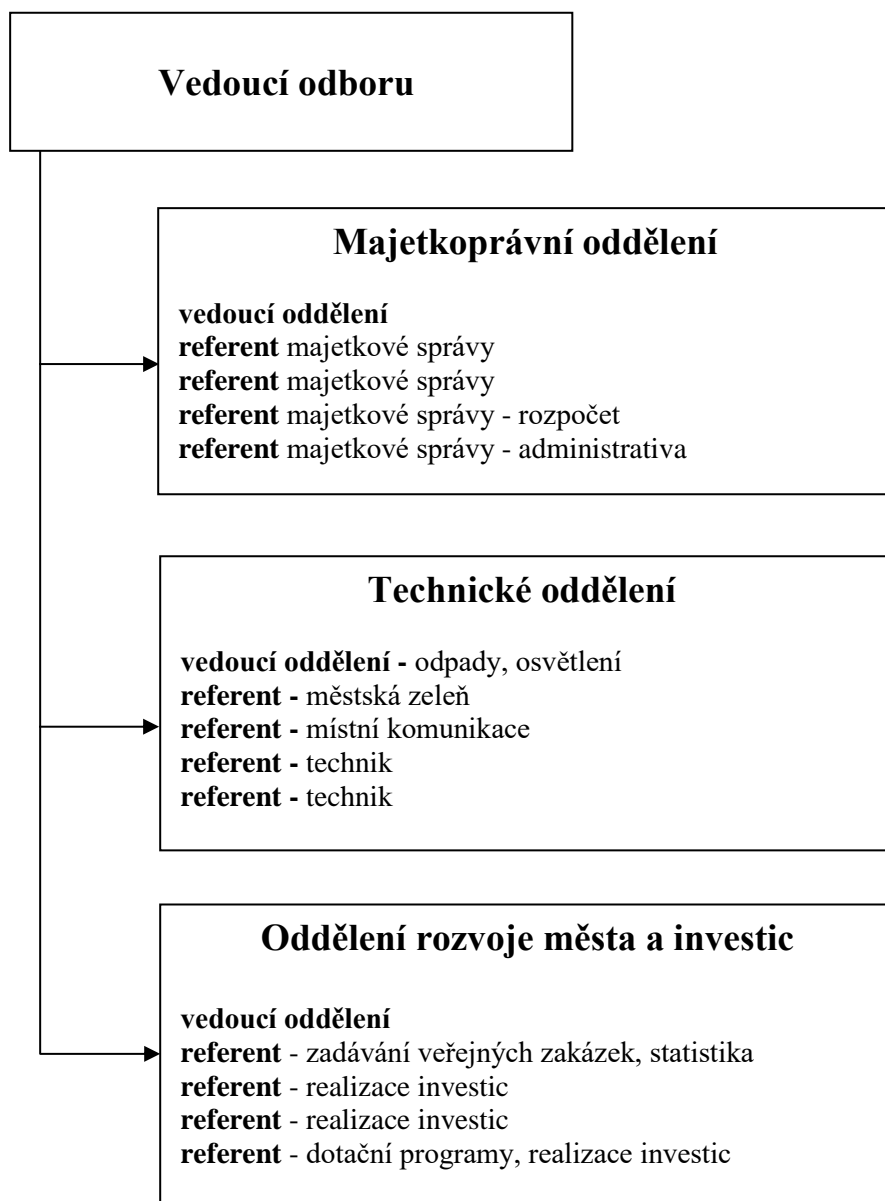 Vedoucí odboru
Majetkoprávní oddělení
vedoucí oddělení
referent majetkové správy
referent majetkové správy
referent majetkové správy - rozpočet
referent majetkové správy - administrativa
Technické oddělení
vedoucí oddělení - odpady, osvětlení
referent - městská zeleň
referent - místní komunikace
referent - technik
referent - technik
Oddělení rozvoje města a investic
vedoucí oddělení
referent - zadávání veřejných zakázek, statistika
referent - realizace investic
referent - realizace investic
referent - dotační programy, realizace investic